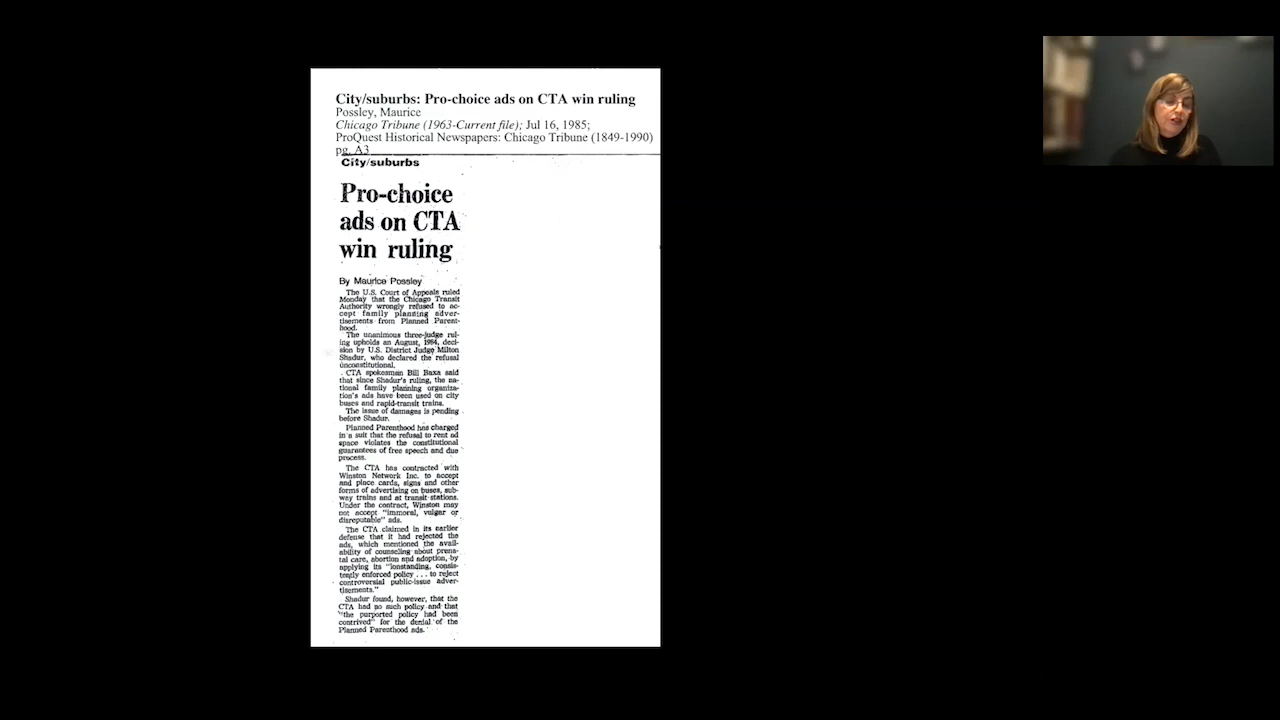 City/suburbs: Pro-choice ads on CTA win ruling
Possley, Maurice
Chicago Tribune (1963-Current file); Jul 16, 1985;
ProQuest Historical Newspapers: Chicago Tribune (1849-1990)
pg. A3
City/suburbs
Pro-choice
ads on CTA
win ruling
By Maurice Possley
The U.S. Court of Appeals ruled
Monday that the Chicago Transit
Authority wrongly refused to ac-
cept family planning adver-
tisements from Planned Parent-
hood.
The unanimous three-judge rul-
ing upholds an August, 1984, deci-
sion by U.S. District Judge Milton
Shadur, who declared the refusal
unconstitutional.
CTA spokesman Bill Baxa said
that since Shadur's ruling, the na-
tional family planning organiza-
tion's ads have been used on city
buses and rapid-transit trains.
The issue of damages is pending
before Shadur.
Planned Parenthood has charged
in a suit that the refusal to rent ad
space violates the constitutional
guarantees of free speech and due
process.
The CTA has contracted with
Winston Network Inc. to accept
and place cards, signs and other
forms of advertising on buses, sub-
way trains and at transit stations.
Under the contract, Winston may
not accept "immoral, vulgar or
disreputable" ads.
The CTA claimed in its earlier
defense that it had rejected the
ads, which mentioned the avail-
ability of counseling about prena-
tal care, abortion and adoption, by
applying its "lonstanding, consis-
tently enforced policy . . . to reject
controversial public-issue adver-
tisements."
Shadur found, however, that the
CTA had no such policy and that
"the purported policy had been
contrived" for the denial of the
Planned Parenthood ads.